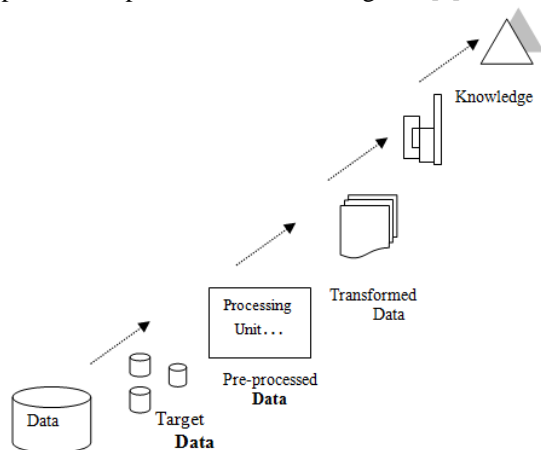 Knowledge
Transformed
Data
Processing
Unit...
Pre-processed
Data
Data
Target
Data